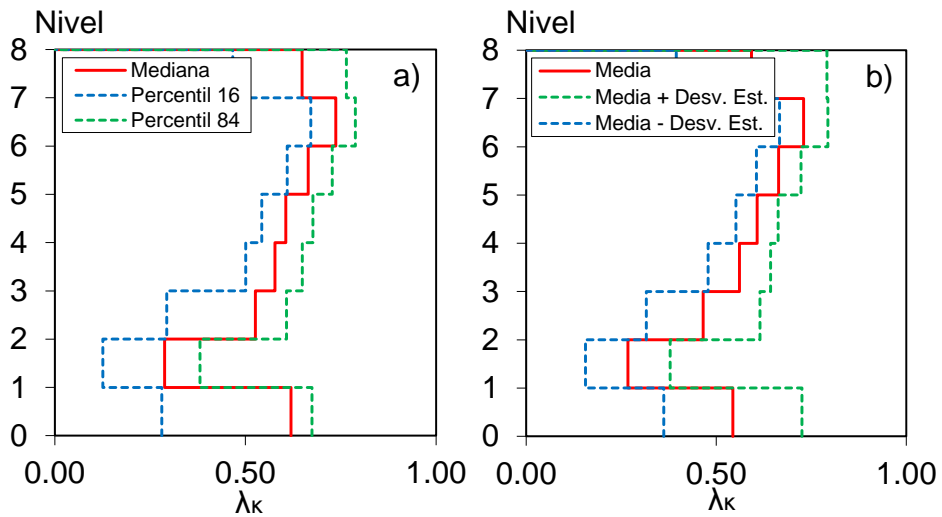 Nivel
8
7
6
5
4
3
2
1
0
Mediana
Percentil 16
Percentil 84
a)
0.00 0.50 1.00
λκ
Nivel
8
7
6
5
4
3
2
1
0
Media
Media + Desv. Est.
Media - Desv. Est.
b)
0.00 0.50 1.00
λκ